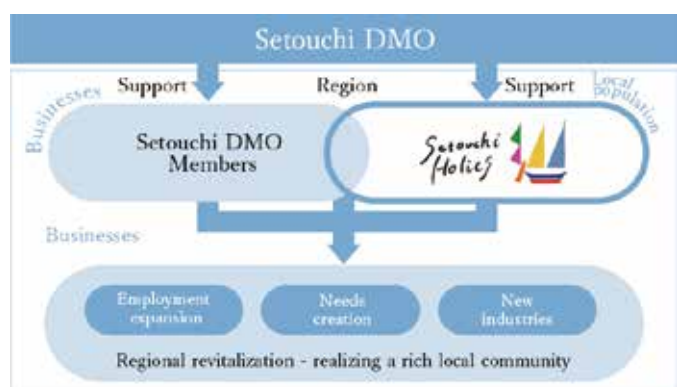 Setouchi DMO
Support Region Support
Businesses
Local population
Setouchi DMO
Members
Setouchi
Holics
Businesses
Employment
expansion
Needs
creation
New
industries
Regional revitalization - realizing a rich local community